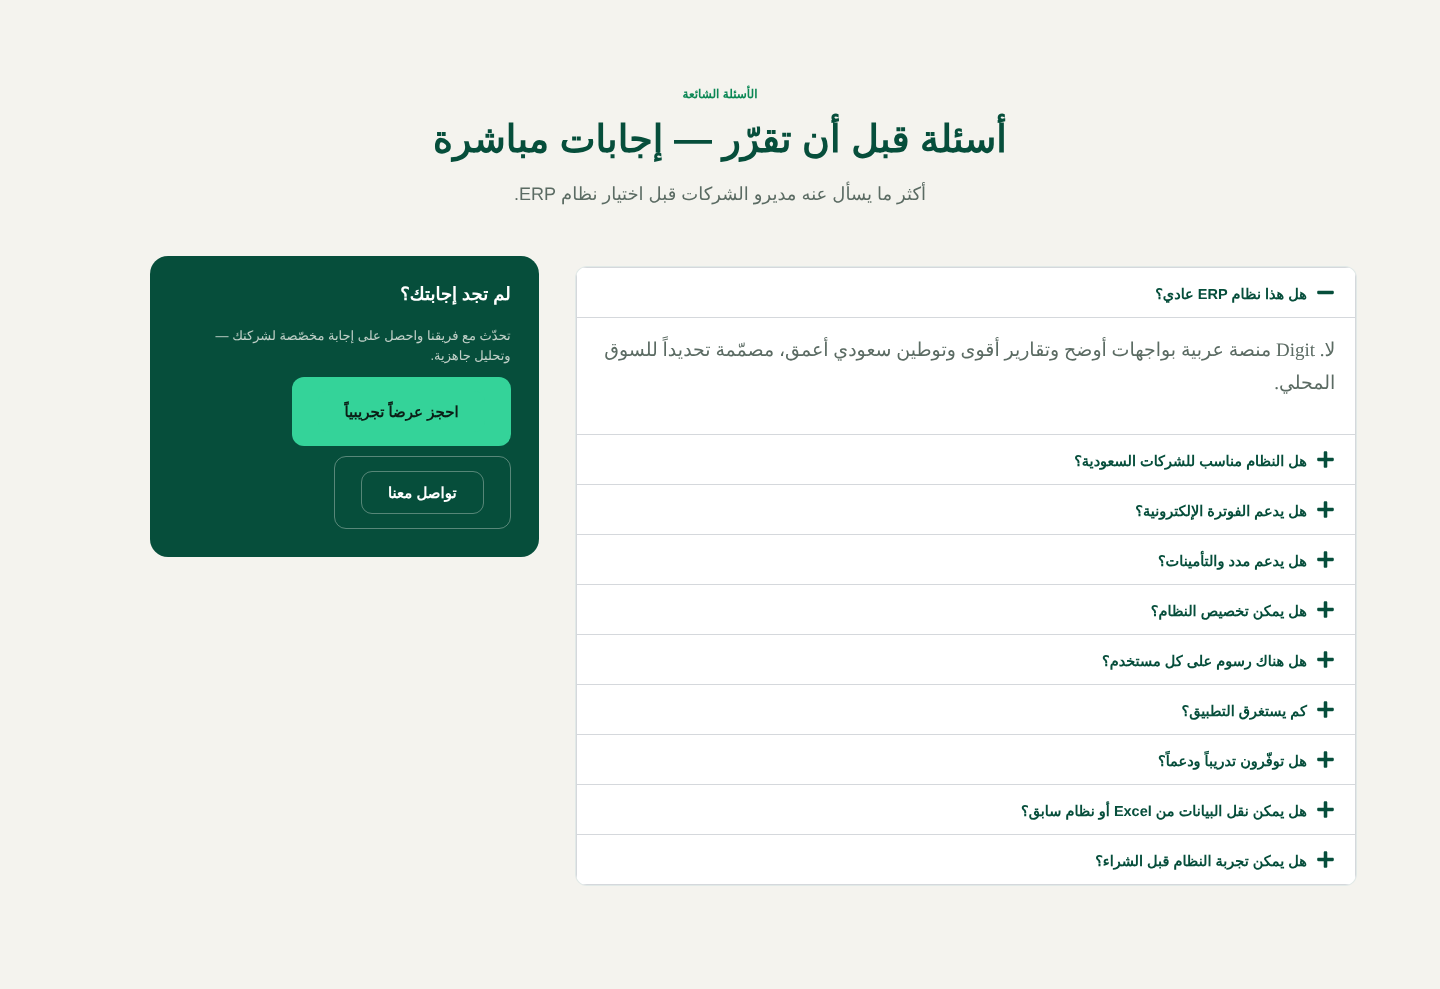 الأسئلة الشائعة
أسئلة قبل أن تقرّر — إجابات مباشرة
أكثر ما يسأل عنه مديرو الشركات قبل اختيار نظام ERP.
هل هذا نظام ERP عادي؟
لا. Digit منصة عربية بواجهات أوضح وتقارير أقوى وتوطين سعودي أعمق، مصمّمة تحديداً للسوق
المحلي.
هل النظام مناسب للشركات السعودية؟
هل يدعم الفوترة الإلكترونية؟
هل يدعم مدد والتأمينات؟
هل يمكن تخصيص النظام؟
هل هناك رسوم على كل مستخدم؟
كم يستغرق التطبيق؟
هل توفّرون تدريباً ودعماً؟
هل يمكن نقل البيانات من Excel أو نظام سابق؟
هل يمكن تجربة النظام قبل الشراء؟
لم تجد إجابتك؟
تحدّث مع فريقنا واحصل على إجابة مخصّصة لشركتك —
وتحليل جاهزية.
احجز عرضاً تجريبياً
تواصل معنا